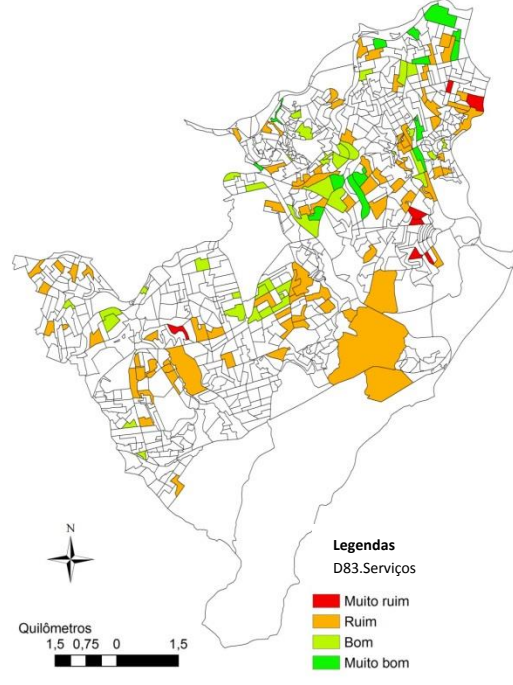 N
Quilômetros
1,5 0,75 0 1,5
Legendas
D83.Serviços
Muito ruim
Ruim
Bom
Muito bom